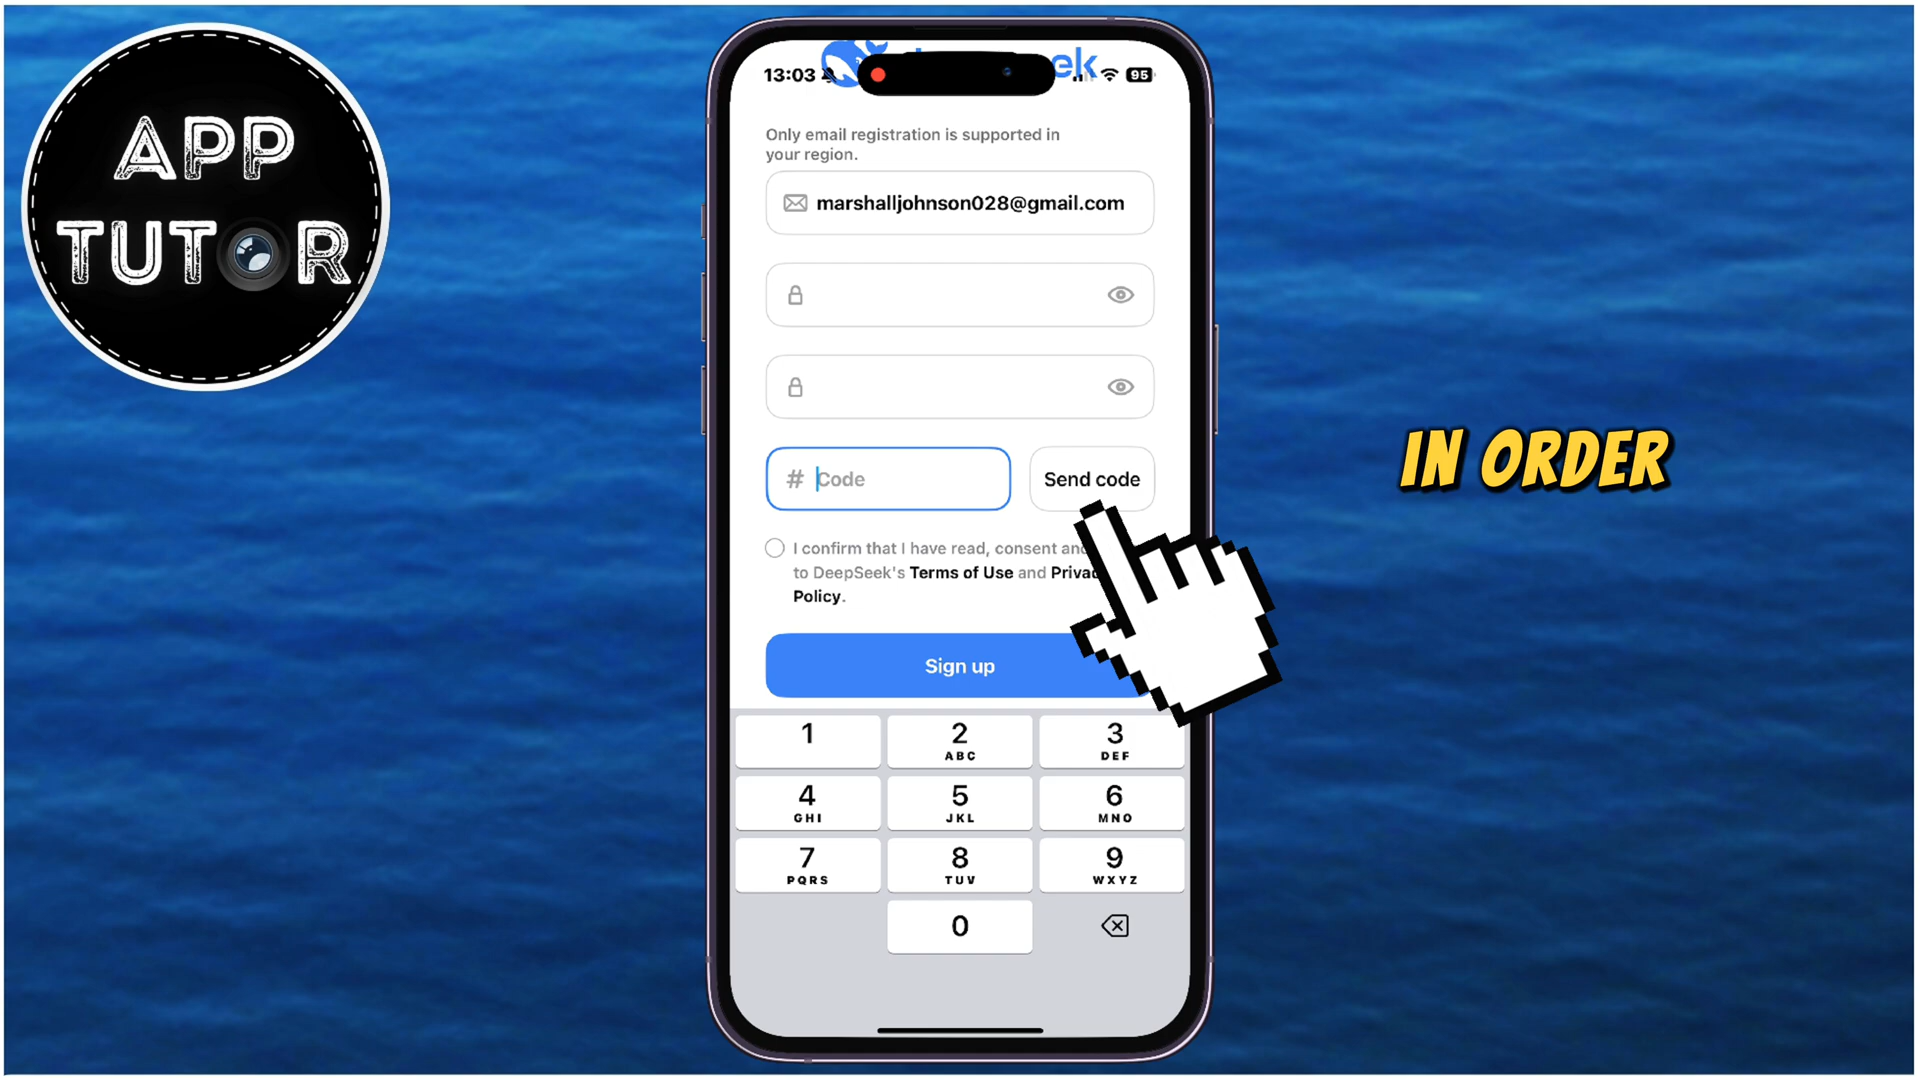 APP
TUTOR
13:03
ek
95
Only email registration is supported in
your region.
marshalljohnson028@gmail.com
# Code
Send code
I confirm that I have read, consent and
to DeepSeek's Terms of Use and Privac
Policy.
Sign up
IN ORDER
1
2
ABC
3
DEF
4
GHI
5
JKL
6
MNO
7
PQRS
8
TUV
9
WXYZ
0